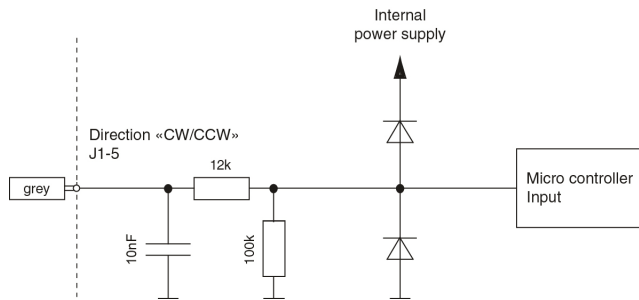 Internal
power supply
Direction «CW/CCW»
J1-5
12k
grey
Micro controller
Input
10nF
100k